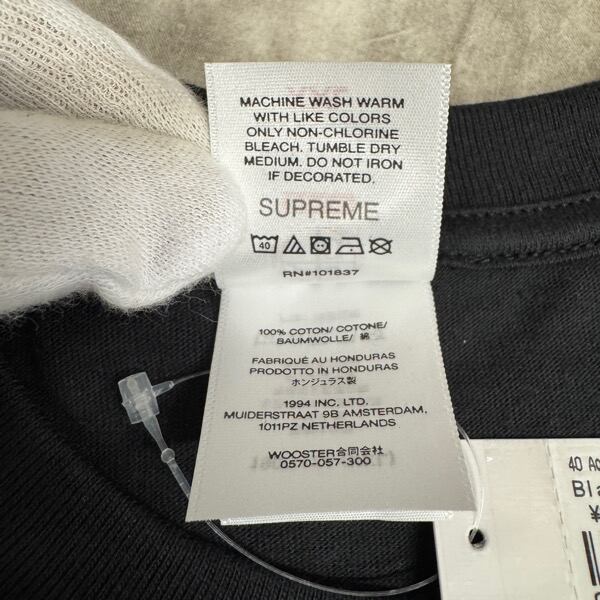 MACHINE WASH WARM
WITH LIKE COLORS
ONLY NON-CHLORINE
BLEACH. TUMBLE DRY
MEDIUM. DO NOT IRON
IF DECORATED.
SUPREME
40
RN#101837
100% COTON/ COTONE/
BAUMWOLLE/ 綿
FABRIQUÉ AU HONDURAS
PRODOTTO IN HONDURAS
ホンジュラス製
1994 INC, LTD.
MUIDERSTRAAT 9B AMSTERDAM,
1011PZ NETHERLANDS
WOOSTER合同会社
0570-057-300
40
¥